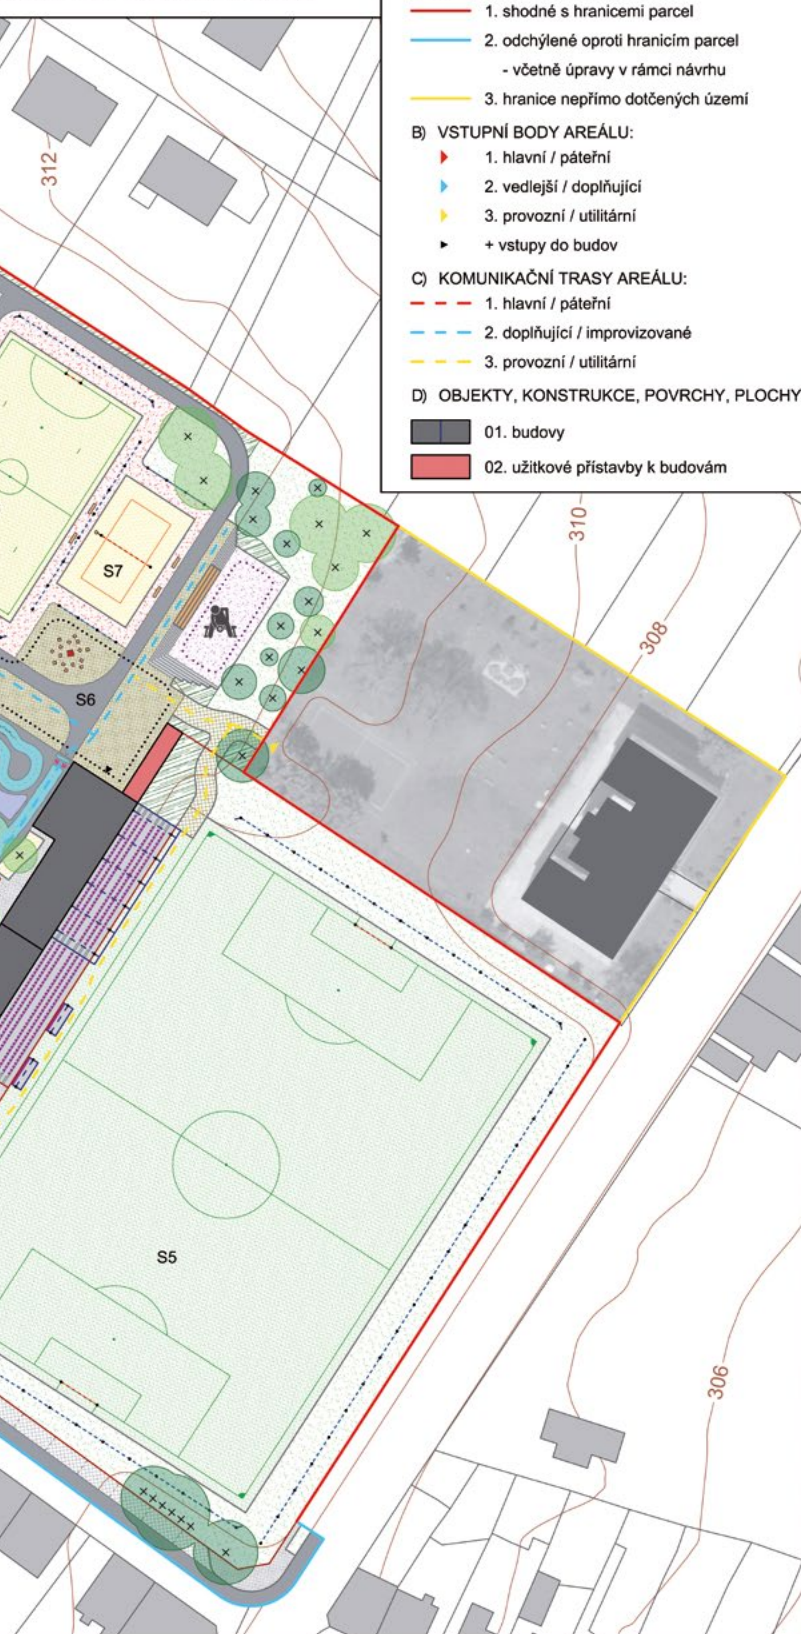 1. shodné s hranicemi parcel
2. odchýlené oproti hranicím parcel
- včetně úpravy v rámci návrhu
3. hranice nepřímo dotčených území
B) VSTUPNÍ BODY AREÁLU:
1. hlavní / páteřní
2. vedlejší / doplňující
3. provozní / utilitární
+ vstupy do budov
C) KOMUNIKAČNÍ TRASY AREÁLU:
1. hlavní / páteřní
2. doplňující / improvizované
3. provozní / utilitární
D) OBJEKTY, KONSTRUKCE, POVRCHY, PLOCHY
01. budovy
02. užitkové přístavby k budovám
312
310
308
S7
S6
S5
306